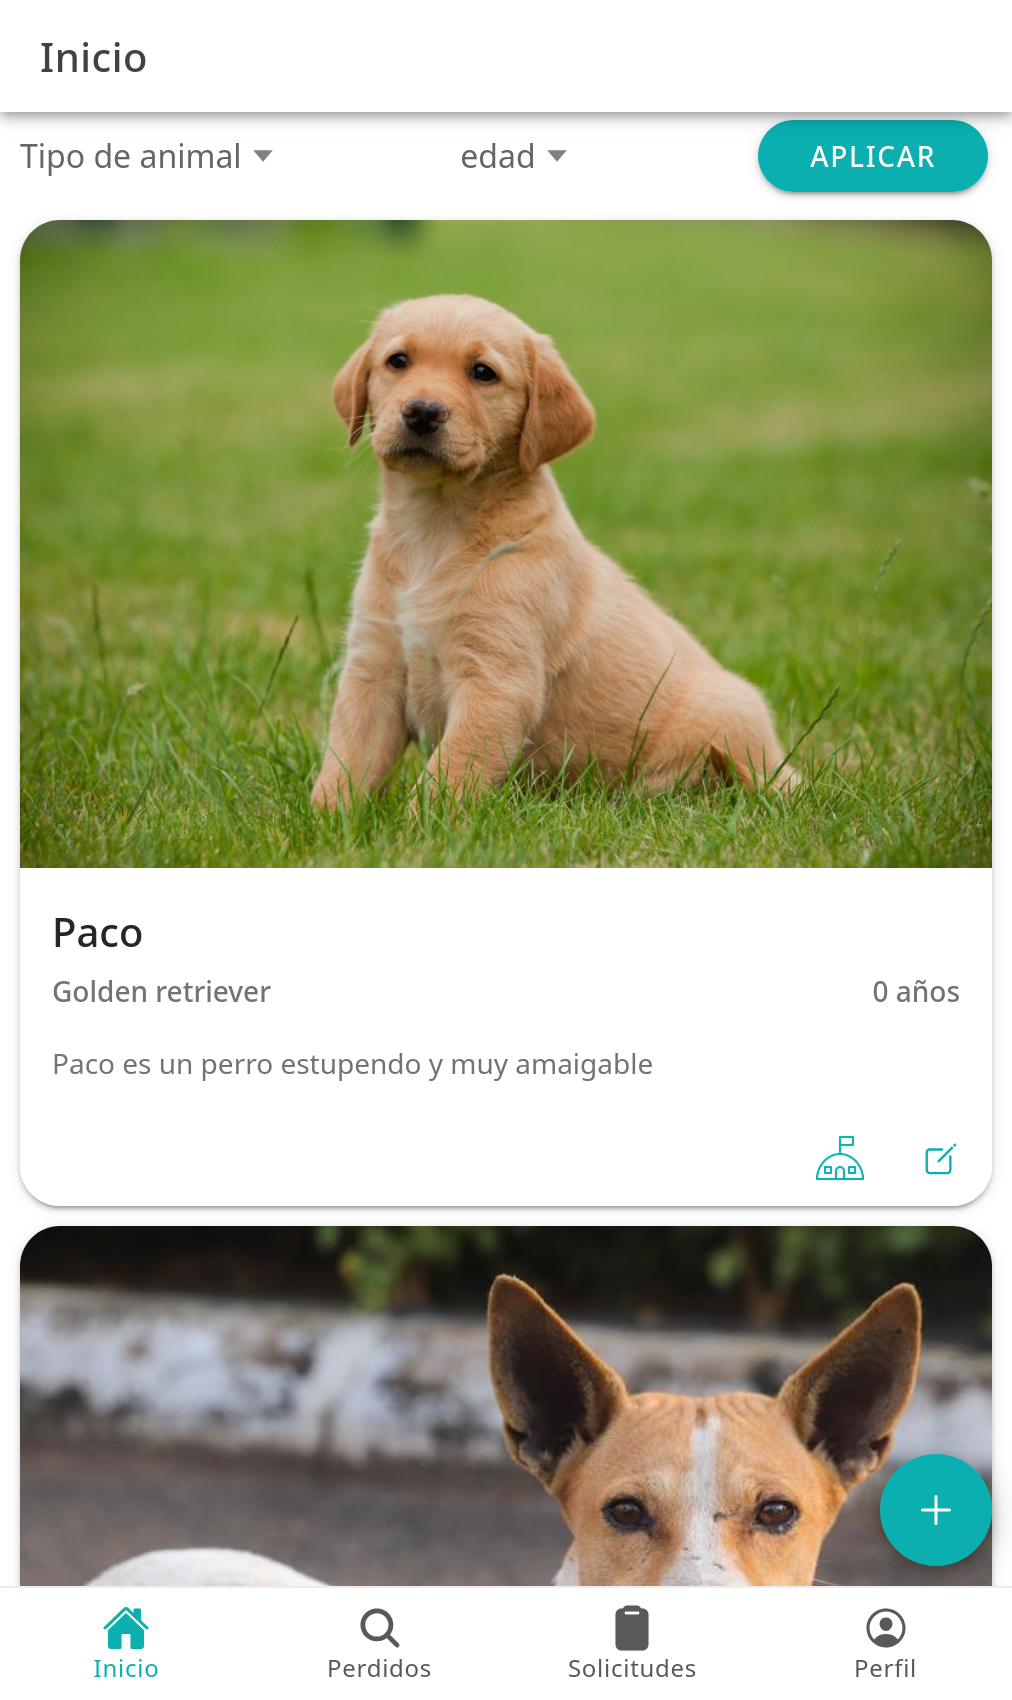 Inicio
Tipo de animal edad APLICAR
Paco
Golden retriever 0 años
Paco es un perro estupendo y muy amaigable
Inicio Perdidos Solicitudes Perfil